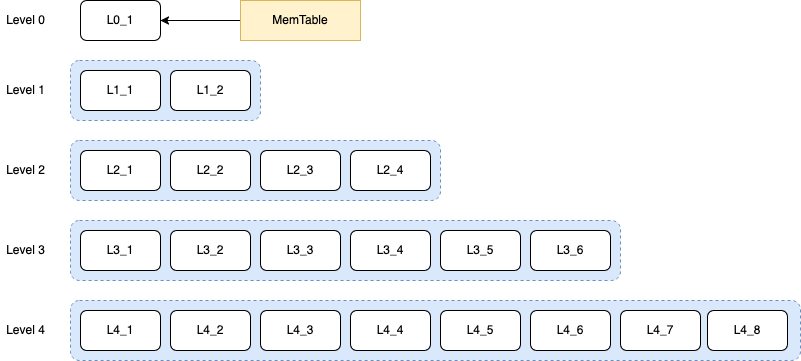 Level 0 L0_1 MemTable
Level 1 L1_1 L1_2
Level 2 L2_1 L2_2 L2_3 L2_4
Level 3 L3_1 L3_2 L3_3 L3_4 L3_5 L3_6
Level 4 L4_1 L4_2 L4_3 L4_4 L4_5 L4_6 L4_7 L4_8